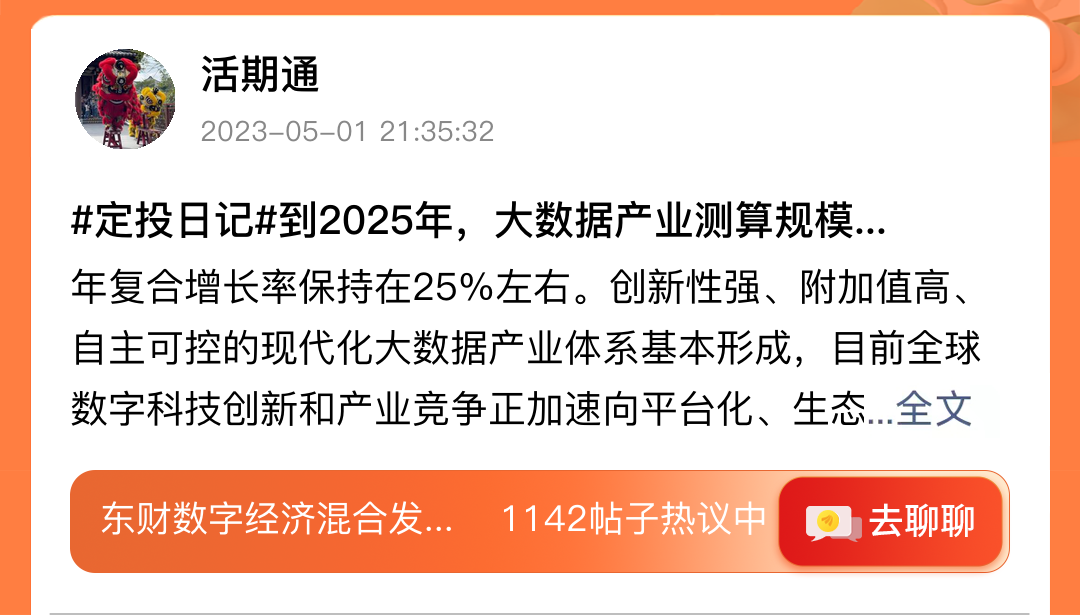 活期通
2023-05-01 21:35:32
#定投日记#到2025年，大数据产业测算规模...
年复合增长率保持在25%左右。创新性强、附加值高、
自主可控的现代化大数据产业体系基本形成，目前全球
数字科技创新和产业竞争正加速向平台化、生态...全文
东财数字经济混合发... 1142帖子热议中 去聊聊